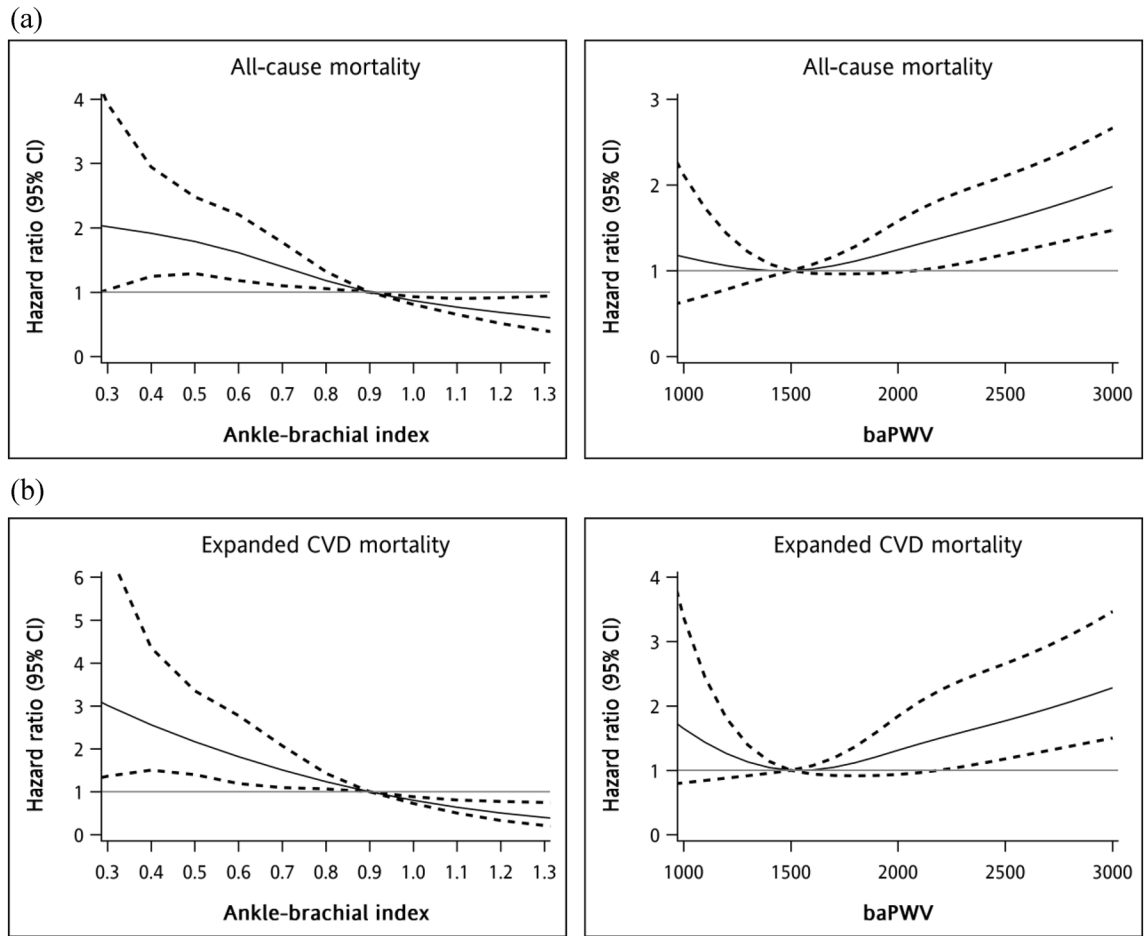 (a)
All-cause mortality
Hazard ratio (95% CI)
4
3
2
1
0
0.3 0.4 0.5 0.6 0.7 0.8 0.9 1.0 1.1 1.2 1.3
Ankle-brachial index
All-cause mortality
Hazard ratio (95% CI)
3
2
1
0
1000 1500 2000 2500 3000
baPWV
(b)
Expanded CVD mortality
Hazard ratio (95% CI)
6
5
4
3
2
1
0
0.3 0.4 0.5 0.6 0.7 0.8 0.9 1.0 1.1 1.2 1.3
Ankle-brachial index
Expanded CVD mortality
Hazard ratio (95% CI)
4
3
2
1
0
1000 1500 2000 2500 3000
baPWV